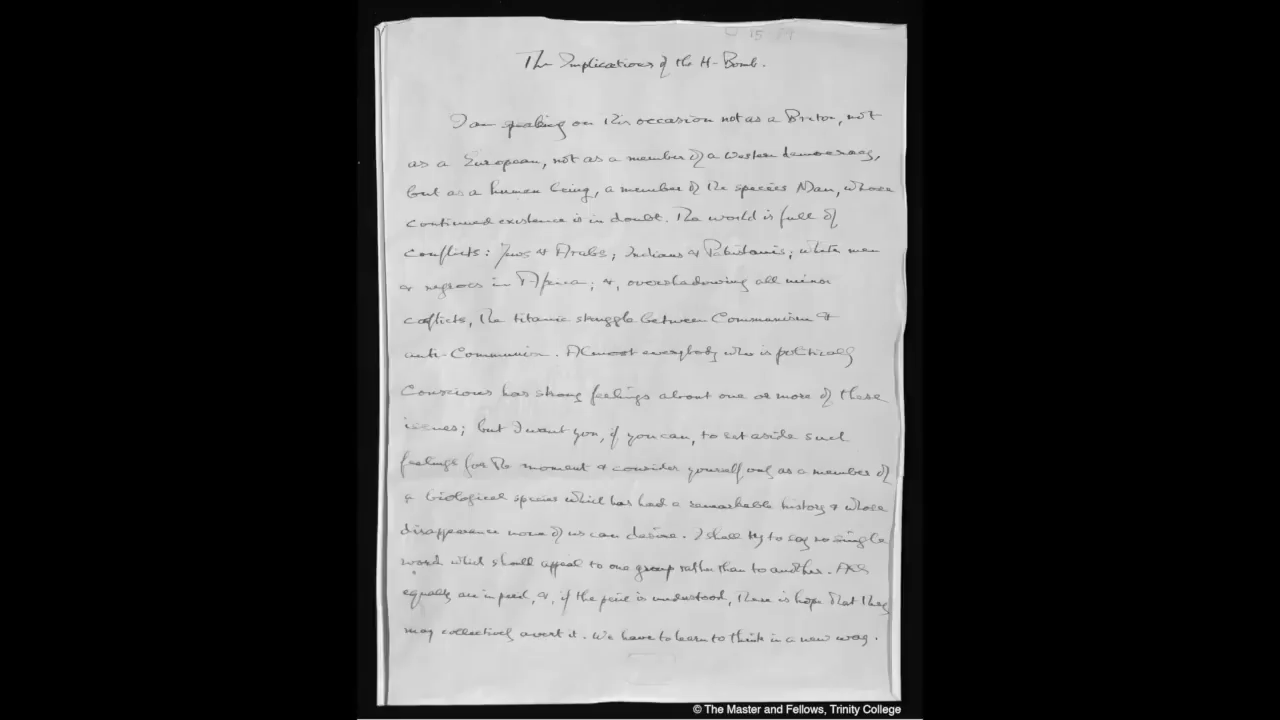 15
The Implications of the H-Bomb.
I am speaking on this occasion not as a Briton, not
as a European, not as a member of a western democracy,
but as a human being, a member of the species Man, whose
continued existence is in doubt. The world is full of
conflicts: Jews & Arabs; Indians & Pakistanis; white men
& negroes in Africa; &, overshadowing all minor
conflicts, the titanic struggle between Communism &
anti-Communism. Almost everybody who is politically
conscious has strong feelings about one or more of these
issues; but I want you, if you can, to set aside such
feelings for the moment & consider yourself only as a member of
a biological species which has had a remarkable history & whose
disappearance none of us can desire. I shall try to say no single
word which should appeal to one group rather than to another. All
equally are in peril, &, if the peril is understood, there is hope that they
may collectively avert it. We have to learn to think in a new way.
© The Master and Fellows, Trinity College